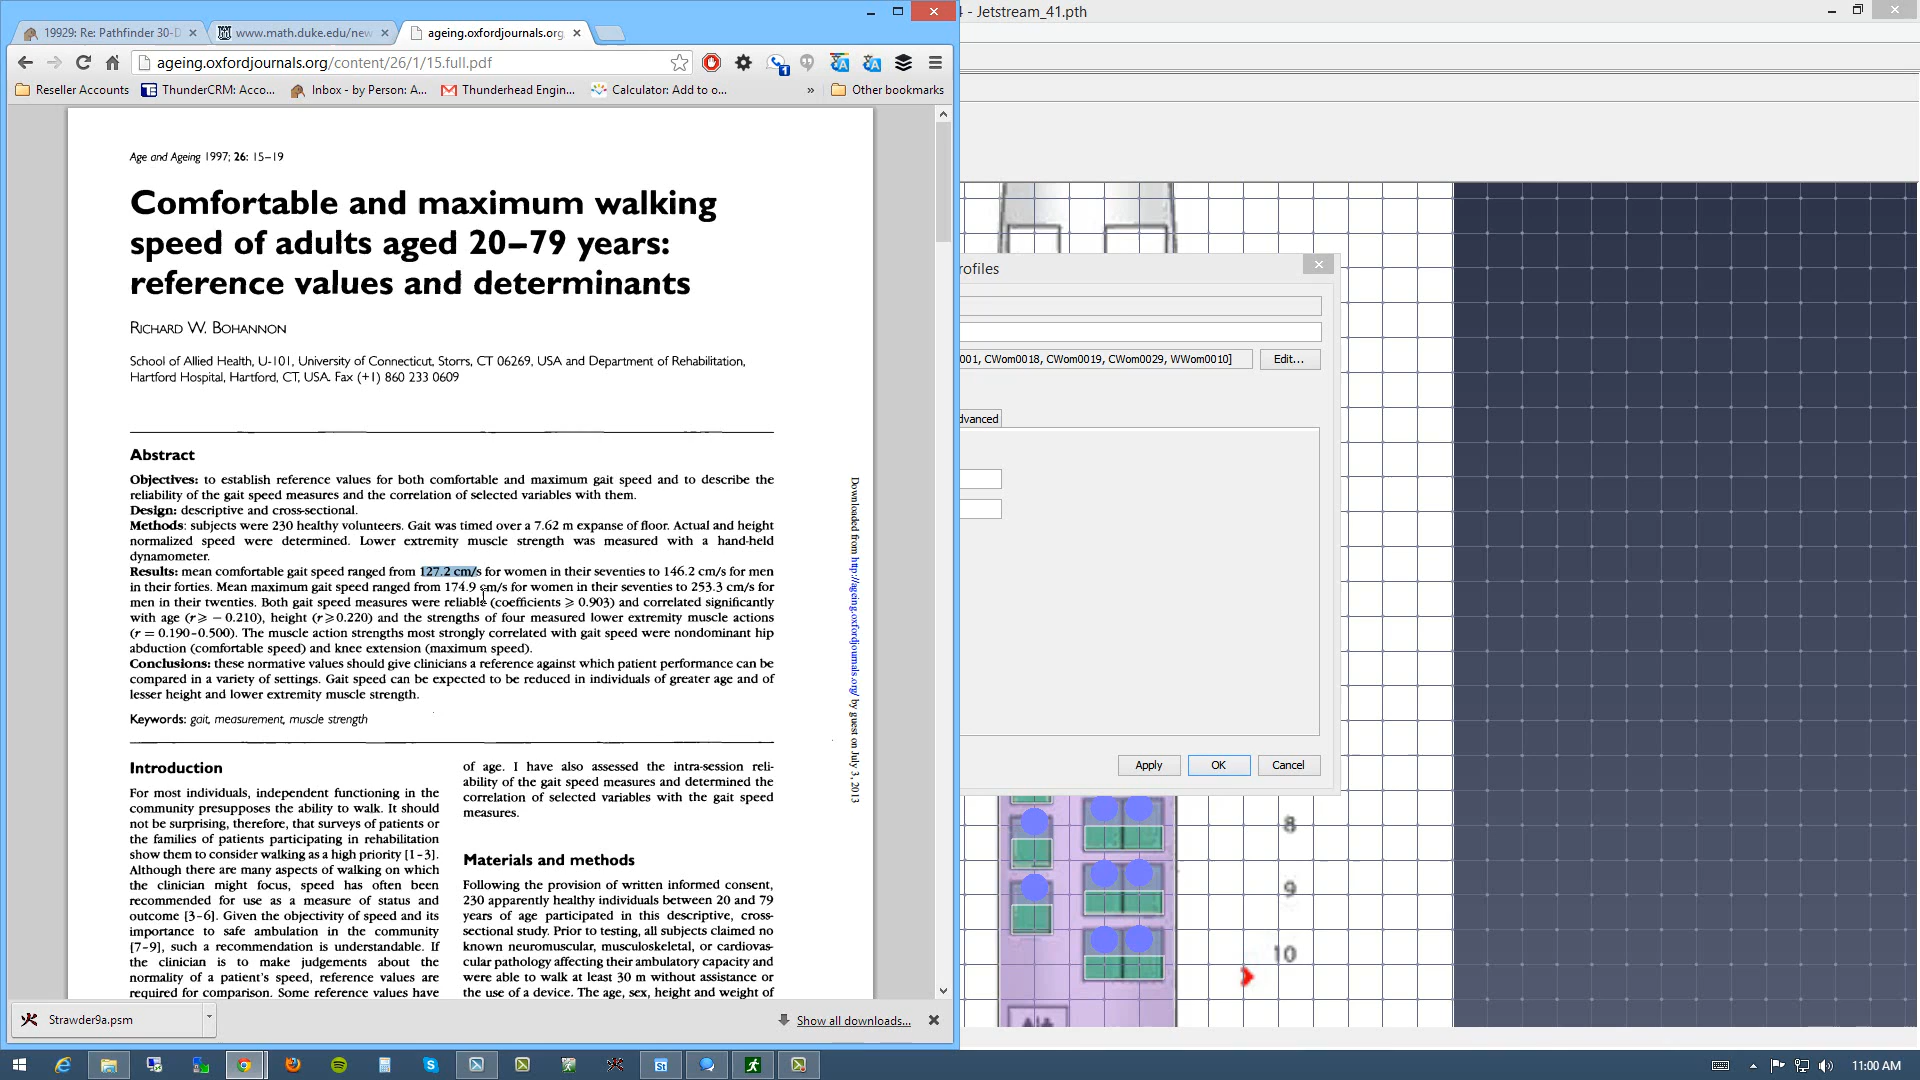 - Jetstream_41.pth
19929: Re: Pathfinder 30-D
www.math.duke.edu/new
ageing.oxfordjournals.org
ageing.oxfordjournals.org/content/26/1/15.full.pdf
1
Reseller Accounts
ThunderCRM: Acco...
Inbox - by Person: A...
Thunderhead Engin...
Calculator: Add to o...
»
Other bookmarks
Age and Ageing 1997; 26: 15–19
Comfortable and maximum walking
speed of adults aged 20–79 years:
reference values and determinants
RICHARD W. BOHANNON
School of Allied Health, U-101, University of Connecticut, Storrs, CT 06269, USA and Department of Rehabilitation,
Hartford Hospital, Hartford, CT, USA. Fax (+1) 860 233 0609
Abstract
Objectives: to establish reference values for both comfortable and maximum gait speed and to describe the
reliability of the gait speed measures and the correlation of selected variables with them.
Design: descriptive and cross-sectional.
Methods: subjects were 230 healthy volunteers. Gait was timed over a 7.62 m expanse of floor. Actual and height
normalized speed were determined. Lower extremity muscle strength was measured with a hand-held
dynamometer.
Results: mean comfortable gait speed ranged from 127.2 cm/s for women in their seventies to 146.2 cm/s for men
in their forties. Mean maximum gait speed ranged from 174.9 cm/s for women in their seventies to 253.3 cm/s for
men in their twenties. Both gait speed measures were reliable (coefficients ⩾ 0.903) and correlated significantly
with age (r⩾ − 0.210), height (r⩾0.220) and the strengths of four measured lower extremity muscle actions
(r = 0.190–0.500). The muscle action strengths most strongly correlated with gait speed were nondominant hip
abduction (comfortable speed) and knee extension (maximum speed).
Conclusions: these normative values should give clinicians a reference against which patient performance can be
compared in a variety of settings. Gait speed can be expected to be reduced in individuals of greater age and of
lesser height and lower extremity muscle strength.
Keywords: gait, measurement, muscle strength
Downloaded from http://ageing.oxfordjournals.org/ by guest on July 3, 2013
Introduction
For most individuals, independent functioning in the
community presupposes the ability to walk. It should
not be surprising, therefore, that surveys of patients or
the families of patients participating in rehabilitation
show them to consider walking as a high priority [1–3].
Although there are many aspects of walking on which
the clinician might focus, speed has often been
recommended for use as a measure of status and
outcome [3–6]. Given the objectivity of speed and its
importance to safe ambulation in the community
[7–9], such a recommendation is understandable. If
the clinician is to make judgements about the
normality of a patient's speed, reference values are
required for comparison. Some reference values have
of age. I have also assessed the intra-session reli-
ability of the gait speed measures and determined the
correlation of selected variables with the gait speed
measures.
Materials and methods
Following the provision of written informed consent,
230 apparently healthy individuals between 20 and 79
years of age participated in this descriptive, cross-
sectional study. Prior to testing, all subjects claimed no
known neuromuscular, musculoskeletal, or cardiovas-
cular pathology affecting their ambulatory capacity and
were able to walk at least 30 m without assistance or
the use of a device. The age, sex, height and weight of
Strawder9a.psm
Show all downloads...
rofiles
001, CWom0018, CWom0019, CWom0029, WWom0010]
Edit...
dvanced
Apply
OK
Cancel
8
9
10
11:00 AM